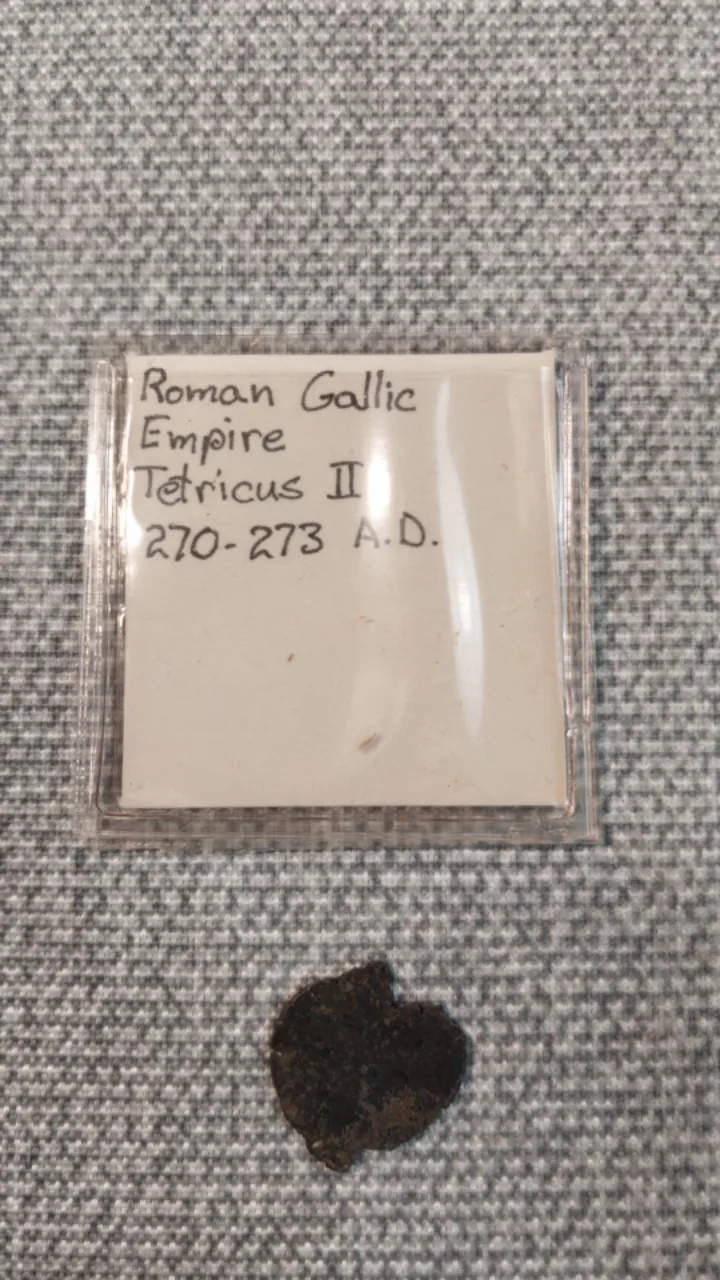 Roman Gallic
Empire
Tetricus II
270-273 A.D.